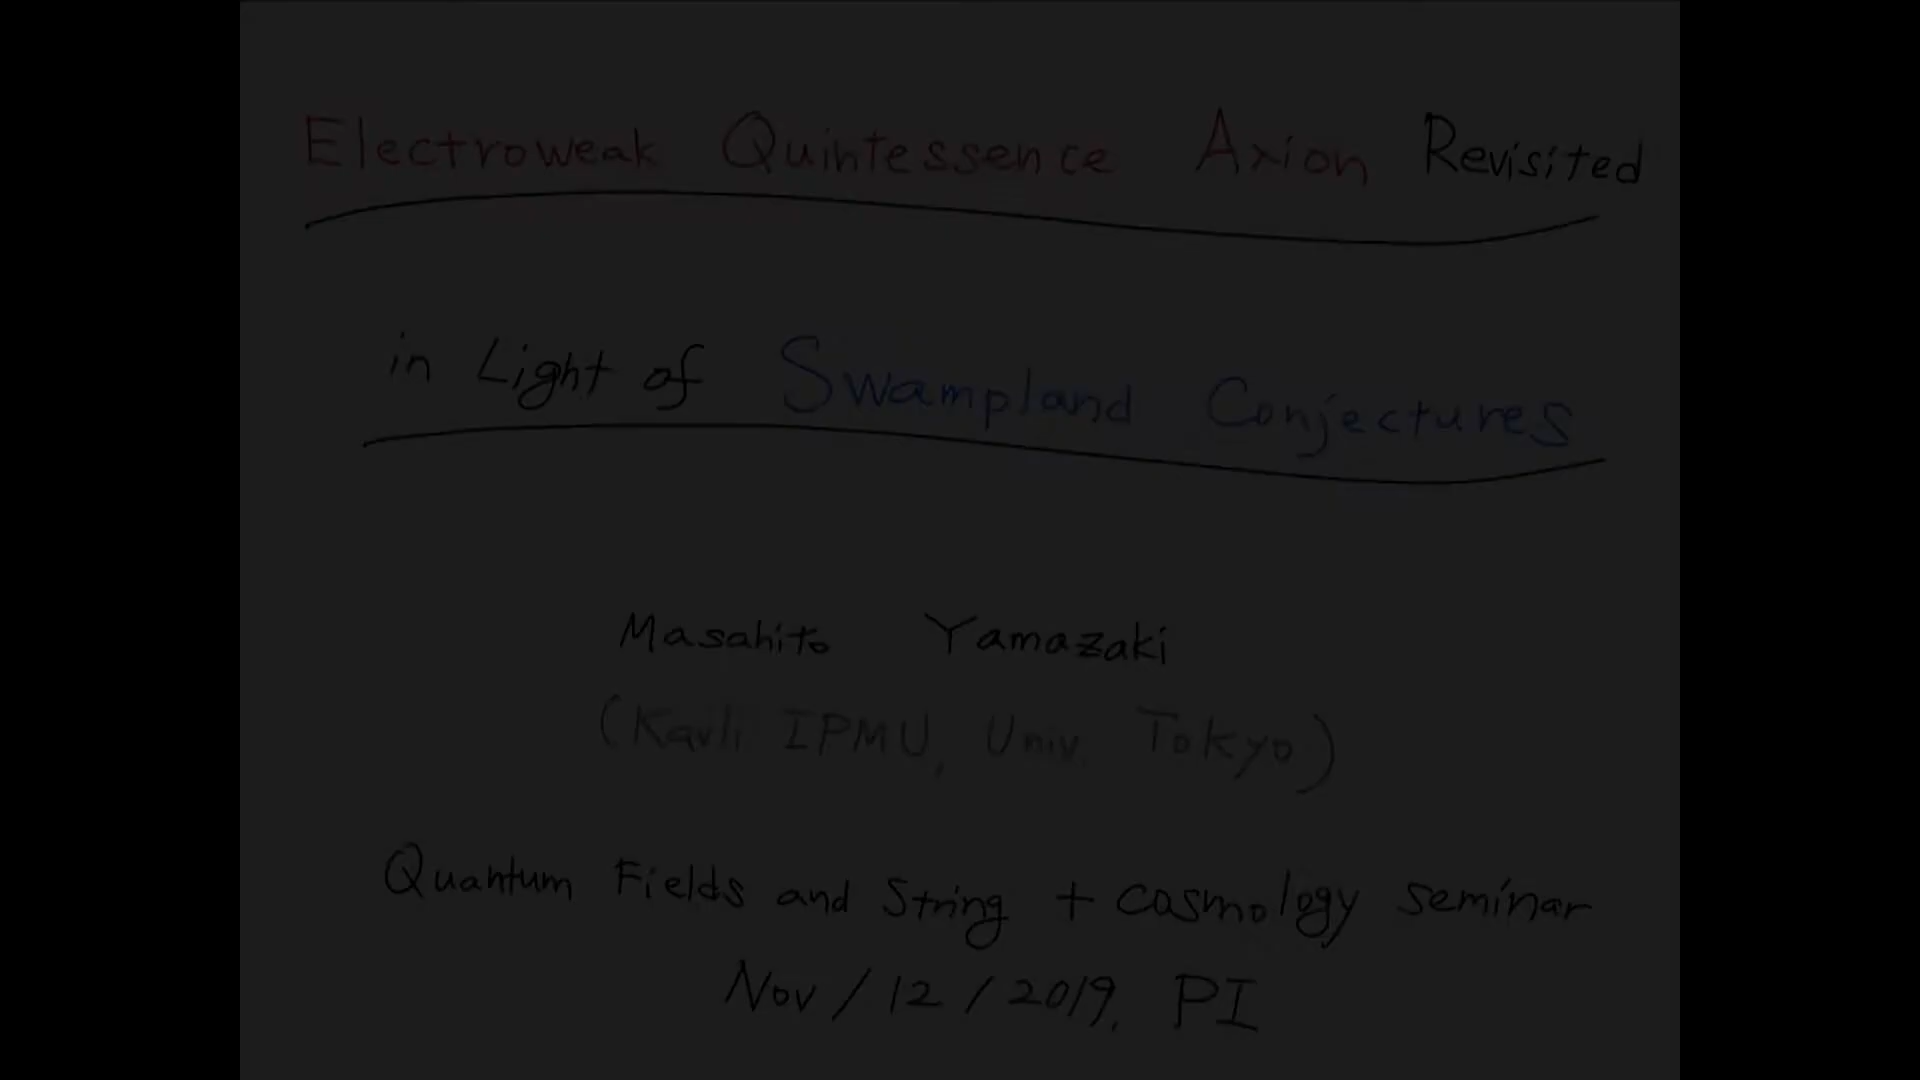 Electroweak Quintessence Axion Revisited
in Light of Swampland Conjectures
Masahito Yamazaki
(Kavli IPMU, Univ. Tokyo)
Quantum Fields and String + cosmology seminar
Nov / 12 / 2019, PI